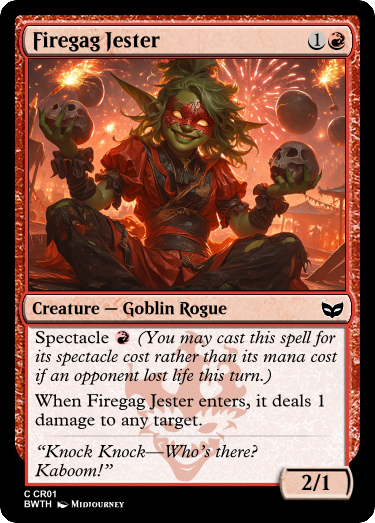 Firegag Jester 1
Creature — Goblin Rogue
Spectacle (You may cast this spell for
its spectacle cost rather than its mana cost
if an opponent lost life this turn.)
When Firegag Jester enters, it deals 1
damage to any target.
“Knock Knock—Who's there?
Kaboom!”
2/1
C CR01
BWTH Midjourney